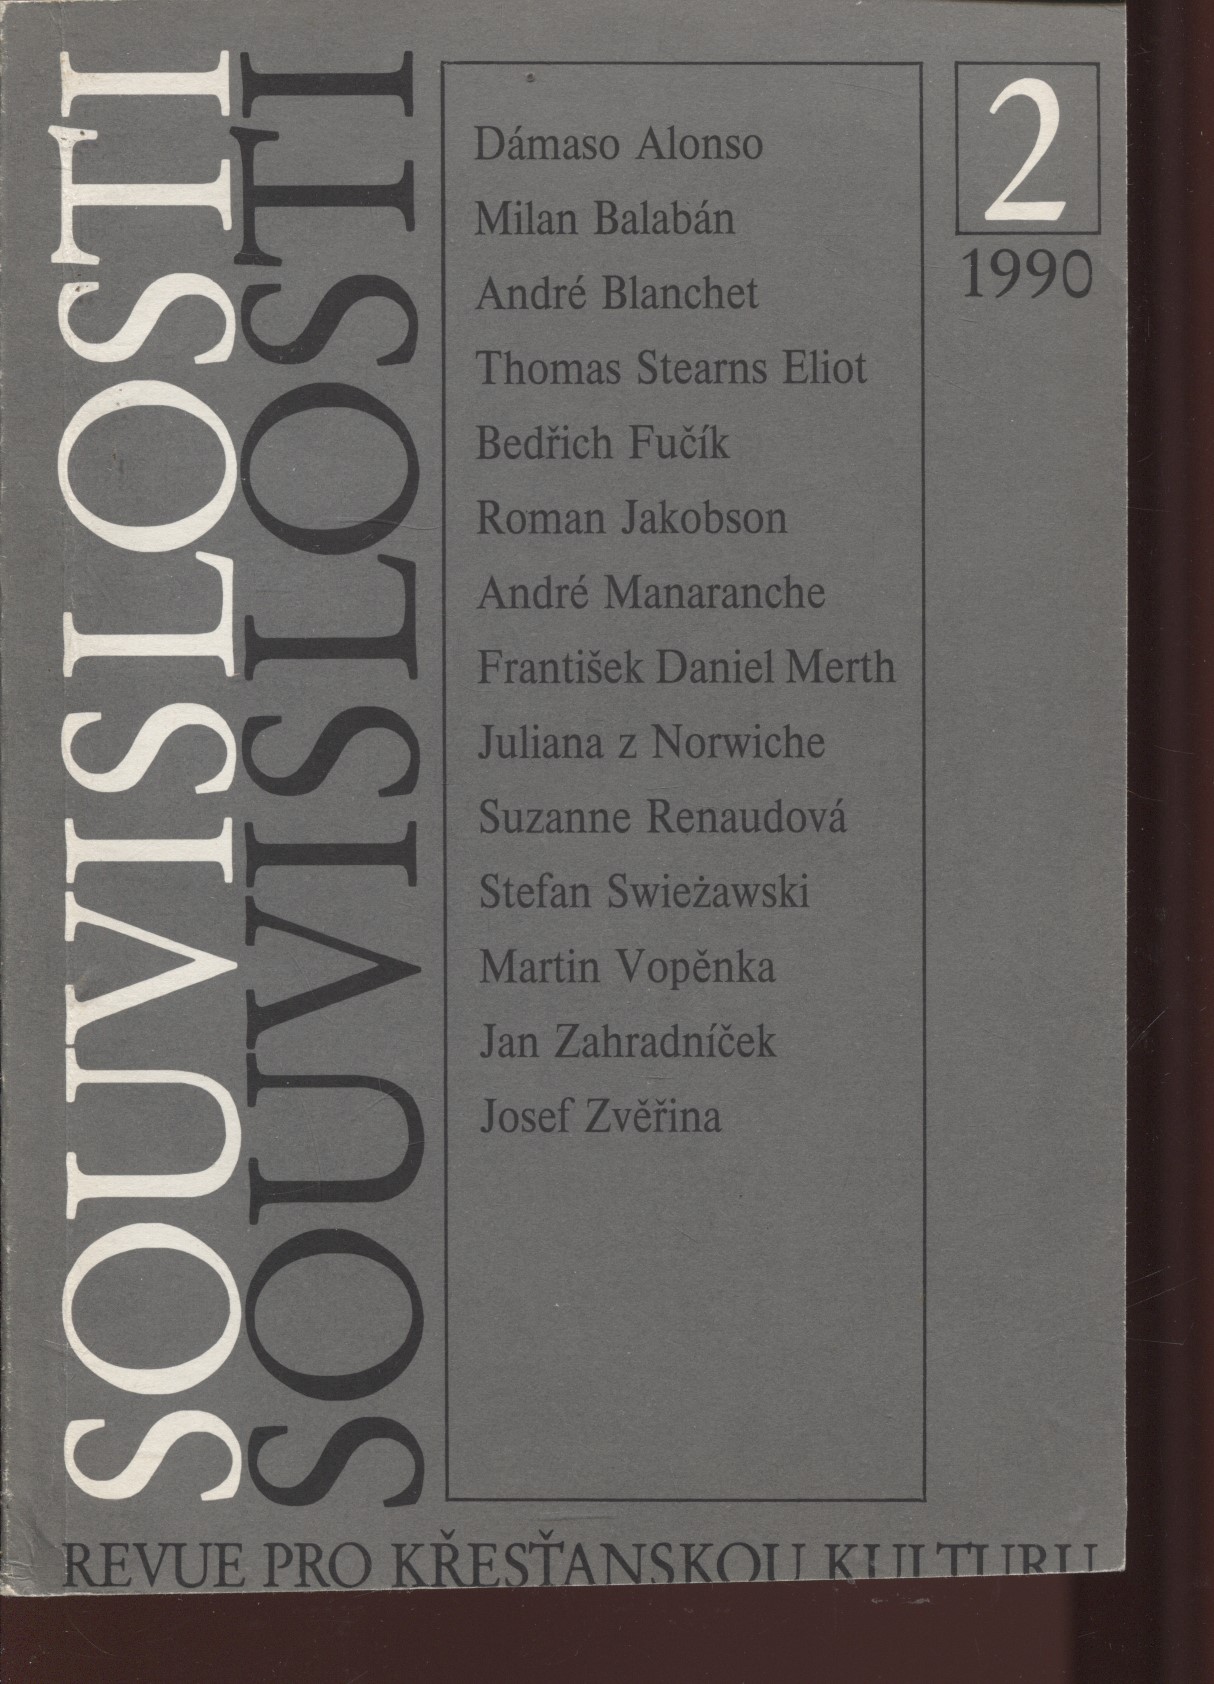 SOUVISLOSTI
SOUVISLOSTI
Dámaso Alonso
Milan Balabán
André Blanchet
Thomas Stearns Eliot
Bedřich Fučík
Roman Jakobson
André Manaranche
František Daniel Merth
Juliana z Norwiche
Suzanne Renaudová
Stefan Swieżawski
Martin Vopěnka
Jan Zahradníček
Josef Zvěřina
2
1990
REVUE PRO KŘESŤANSKOU KULTURU